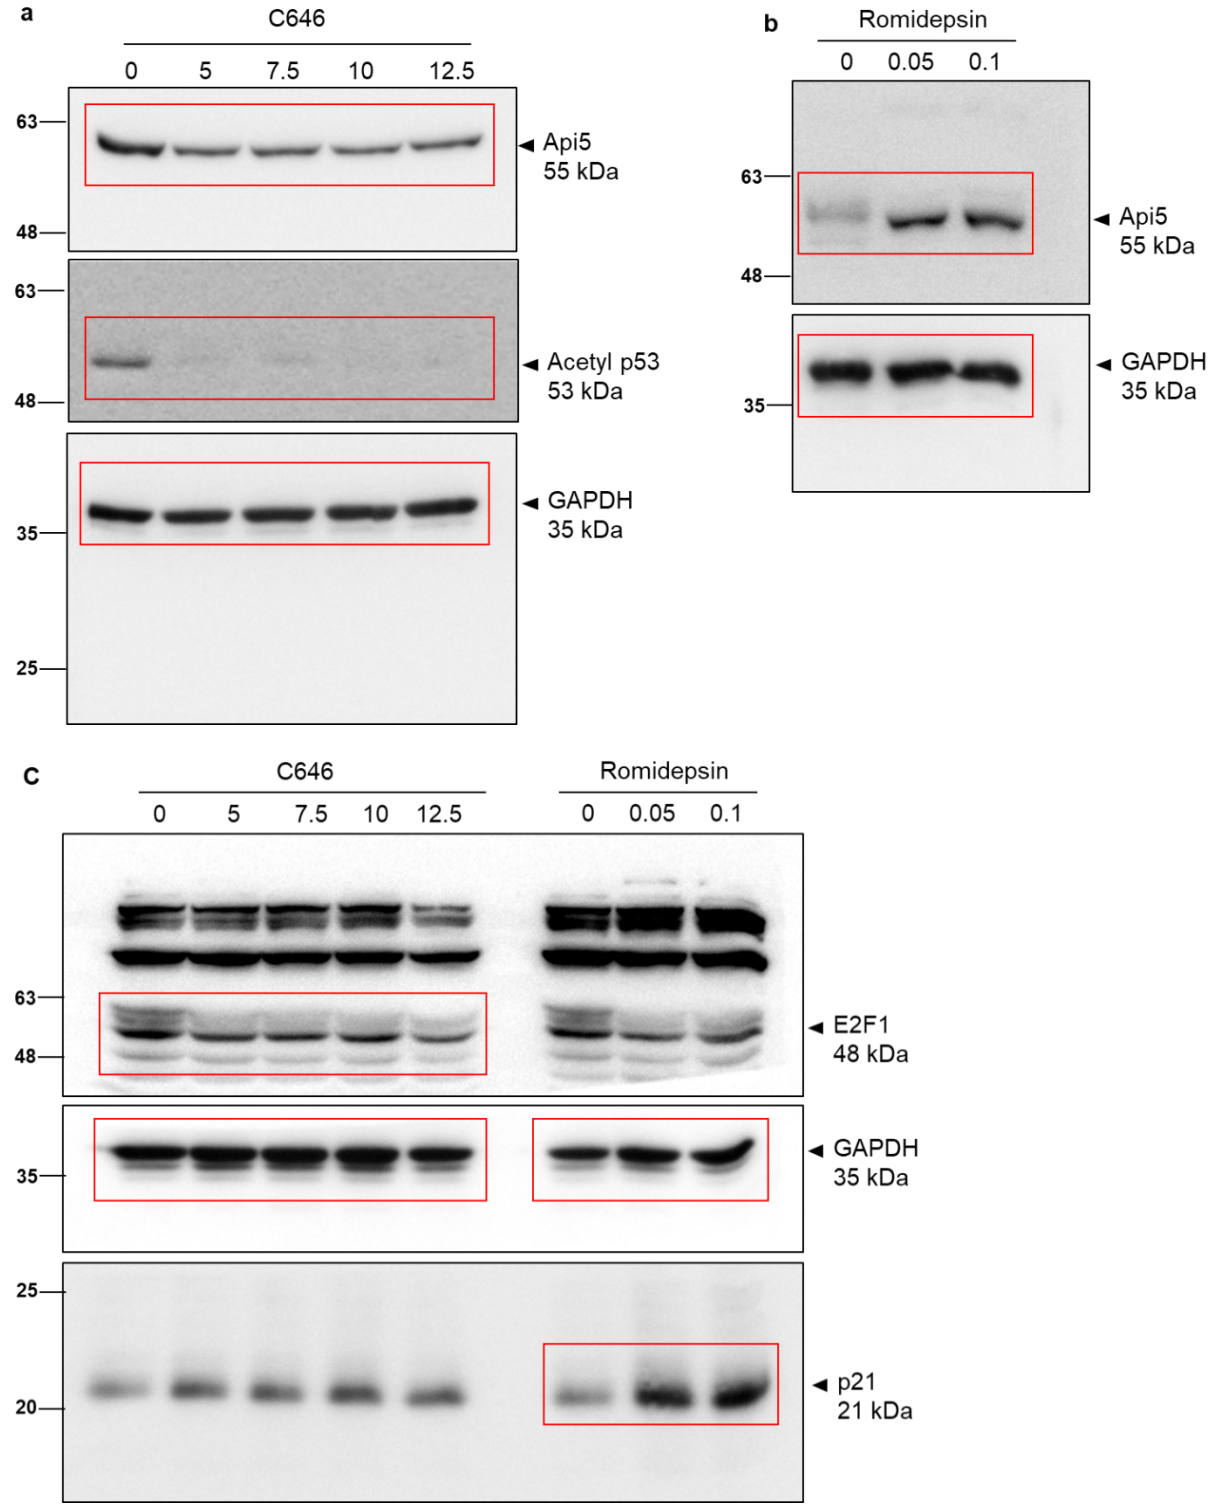 a
C646
0 5 7.5 10 12.5
63
Api5
55 kDa
48
63
Acetyl p53
53 kDa
48
GAPDH
35 kDa
35
25
b
Romidepsin
0 0.05 0.1
63
Api5
55 kDa
48
GAPDH
35 kDa
35
C
C646 Romidepsin
0 5 7.5 10 12.5 0 0.05 0.1
63
E2F1
48 kDa
48
GAPDH
35 kDa
35
25
p21
21 kDa
20